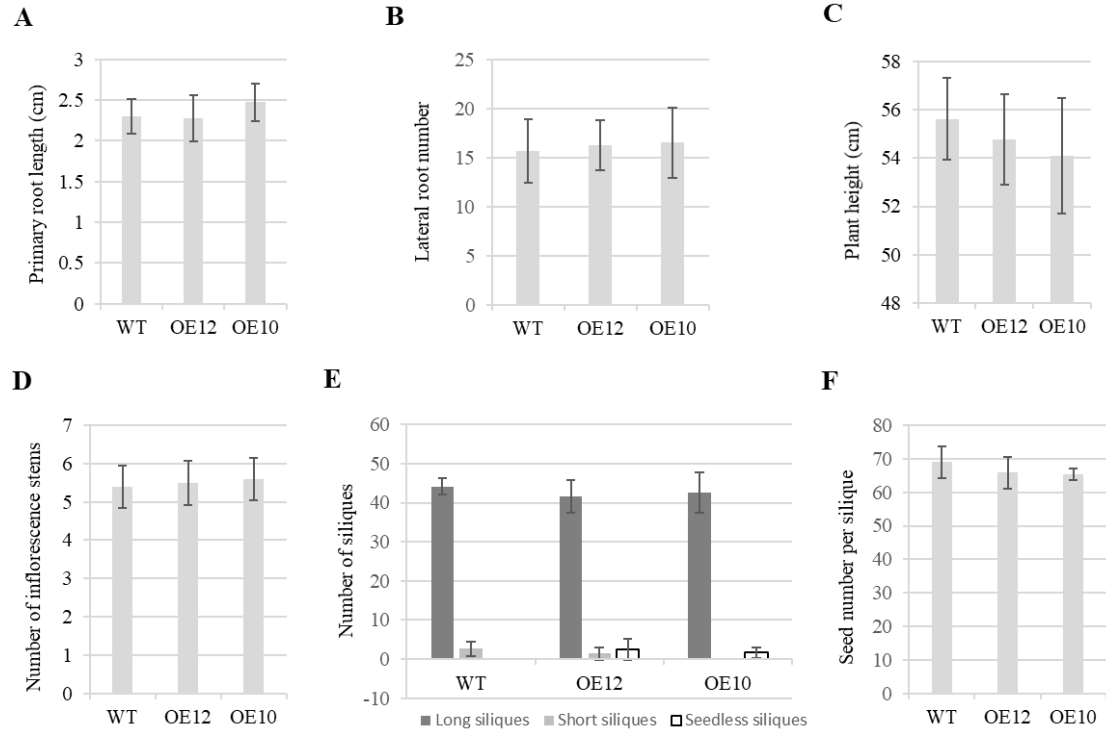 A
Primary root length (cm)
3
2.5
2
1.5
1
0.5
0
WT OE12 OE10
B
Lateral root number
25
20
15
10
5
0
WT OE12 OE10
C
Plant height (cm)
58
56
54
52
50
48
WT OE12 OE10
D
Number of inflorescence stems
7
6
5
4
3
2
1
0
WT OE12 OE10
E
Number of siliques
60
50
40
30
20
10
0
-10
WT OE12 OE10
Long siliques Short siliques Seedless siliques
F
Seed number per silique
80
70
60
50
40
30
20
10
0
WT OE12 OE10